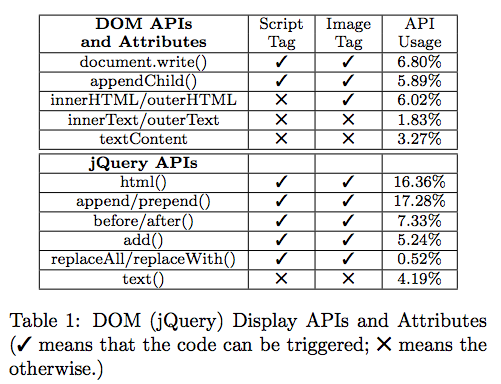 DOM APIs and Attributes Script Tag Image Tag API Usage
document.write() ✓ ✓ 6.80%
appendChild() ✓ ✓ 5.89%
innerHTML/outerHTML ✕ ✓ 6.02%
innerText/outerText ✕ ✕ 1.83%
textContent ✕ ✕ 3.27%
jQuery APIs
html() ✓ ✓ 16.36%
append/prepend() ✓ ✓ 17.28%
before/after() ✓ ✓ 7.33%
add() ✓ ✓ 5.24%
replaceAll/replaceWith() ✓ ✓ 0.52%
text() ✕ ✕ 4.19%
Table 1: DOM (jQuery) Display APIs and Attributes
(✓ means that the code can be triggered; ✕ means the
otherwise.)